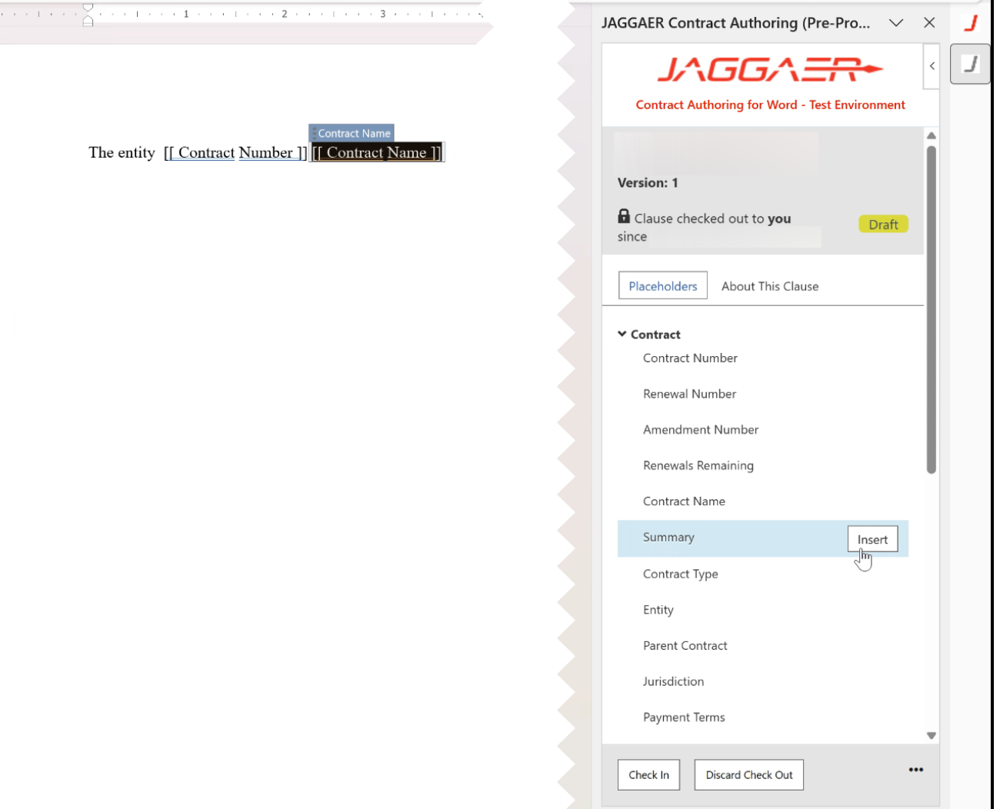 1 2 3
JAGGAER Contract Authoring (Pre-Pro...
JAGGAER
Contract Authoring for Word - Test Environment
Contract Name
The entity [[ Contract Number ]] [[ Contract Name ]]
Version: 1
Clause checked out to you
since
Draft
Placeholders About This Clause
Contract
Contract Number
Renewal Number
Amendment Number
Renewals Remaining
Contract Name
Summary Insert
Contract Type
Entity
Parent Contract
Jurisdiction
Payment Terms
Check In Discard Check Out